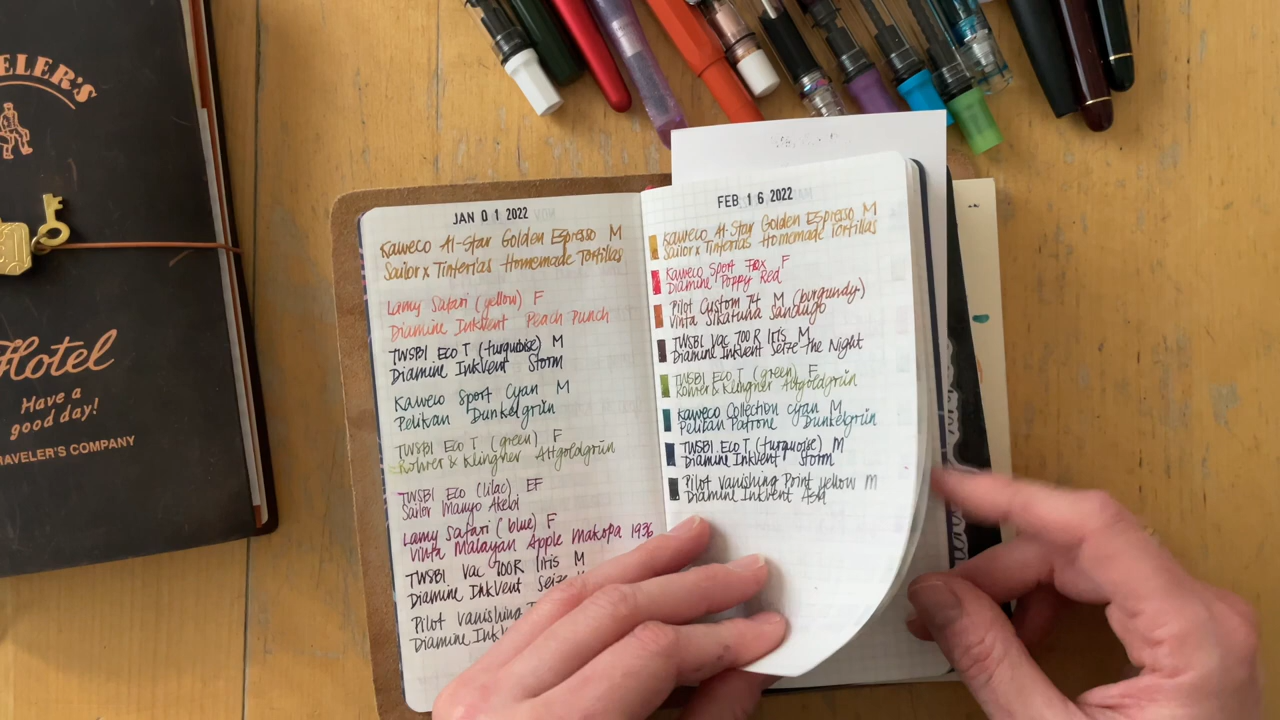 ELER'S
Hotel
Have a
good day!
AVELER'S COMPANY
JAN 0 1 2022
Kaweco Al-Star Golden Espresso M
Sailor x Tinterias Homemade Tortillas
Lamy Safari (yellow) F
Diamine Inkvent Peach Punch
TWSBI Eco T (turquoise) M
Diamine Inkvent Storm
Kaweco Sport Cyan M
Pelikan Dunkelgrün
TWSBI Eco T (green) F
Rohrer & Klingner Altgoldgrün
TWSBI Eco (lilac) EF
Sailor Manyo Akebi
Lamy Safari (blue) F
Vinta Malayan Apple Makopa 1936
TWSBI Vac 700R Iris M
Diamine Inkvent Seize
Pilot Vanishing
Diamine Ink
FEB 1 6 2022
Kaweco Al-Star Golden Espresso M
Sailor x Tinterias Homemade Tortillas
Kaweco Sport Fox F
Diamine Poppy Red
Pilot Custom 74 M (burgundy)
Vinta Sikatuna Sandugo
TWSBI Vac 700R Iris M
Diamine Inkvent Seize the Night
TWSBI Eco T (green) F
Rohrer & Klingner Altgoldgrün
Kaweco Collection Cyan M
Pelikan Patrone Dunkelgrün
TWSBI Eco T (turquoise) M
Diamine Inkvent Storm
Pilot Vanishing Point yellow M
Diamine Inkvent Ash